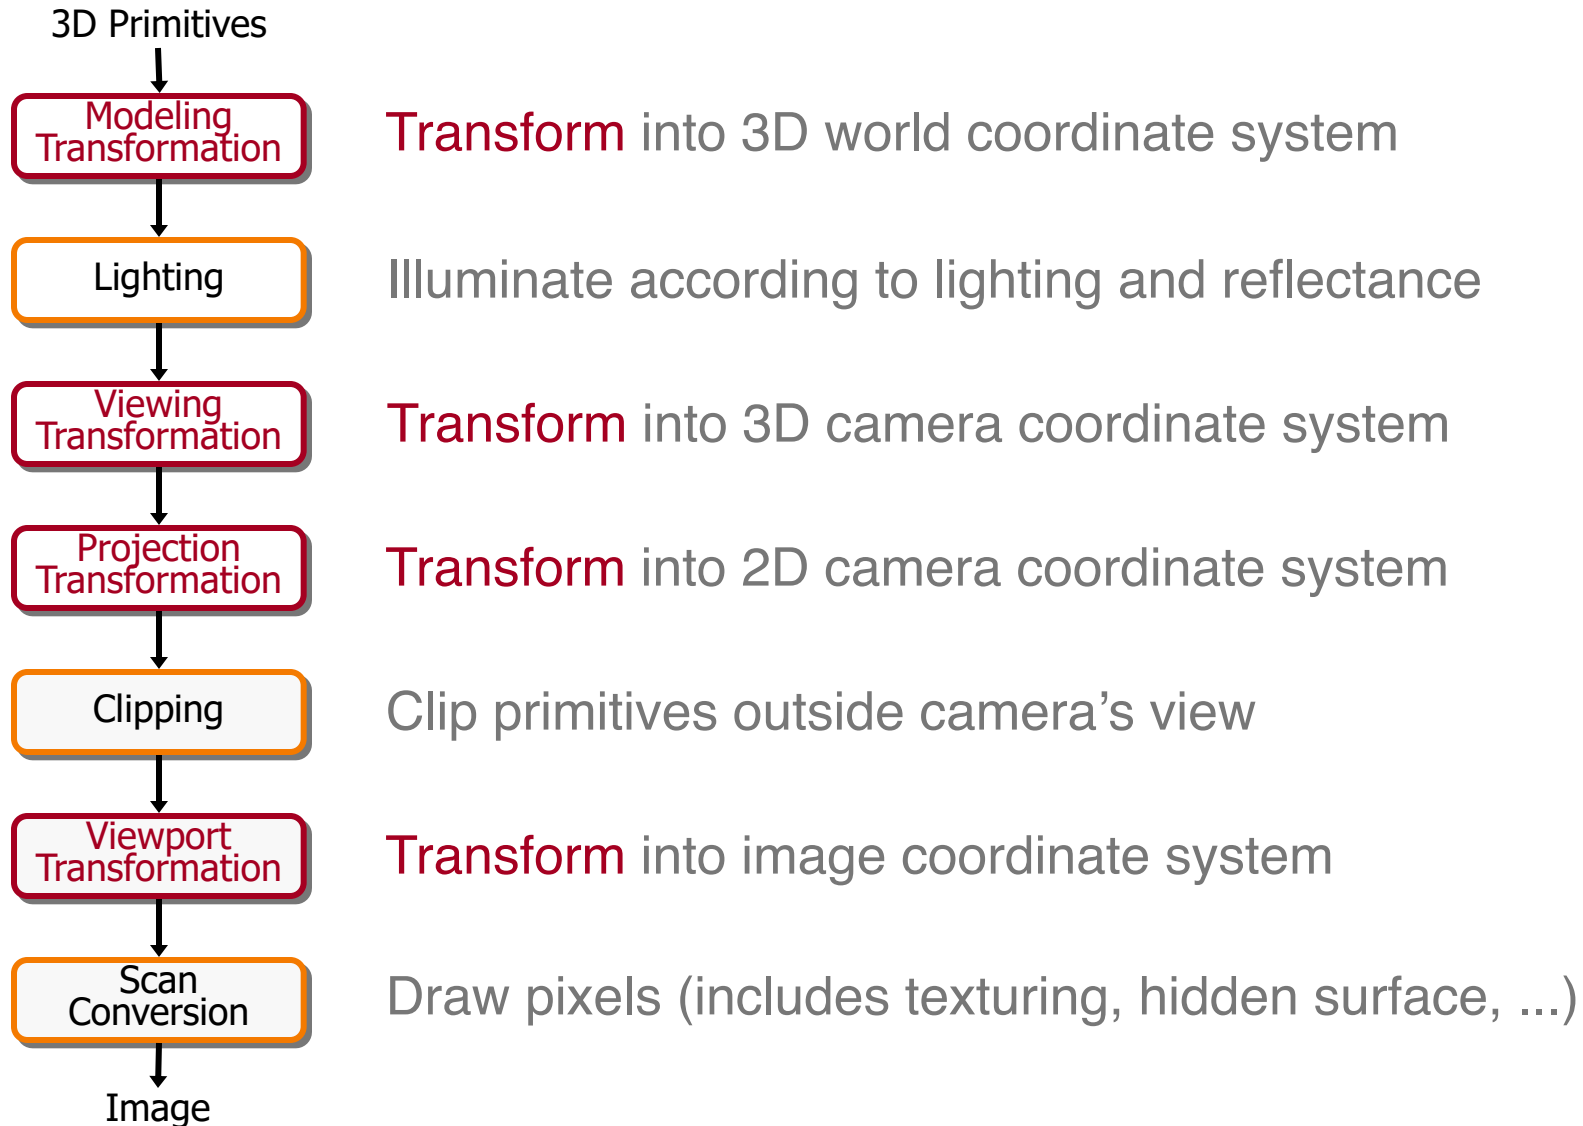 3D Primitives
Modeling
Transformation
Transform into 3D world coordinate system
Lighting
Illuminate according to lighting and reflectance
Viewing
Transformation
Transform into 3D camera coordinate system
Projection
Transformation
Transform into 2D camera coordinate system
Clipping
Clip primitives outside camera’s view
Viewport
Transformation
Transform into image coordinate system
Scan
Conversion
Draw pixels (includes texturing, hidden surface, ...)
Image